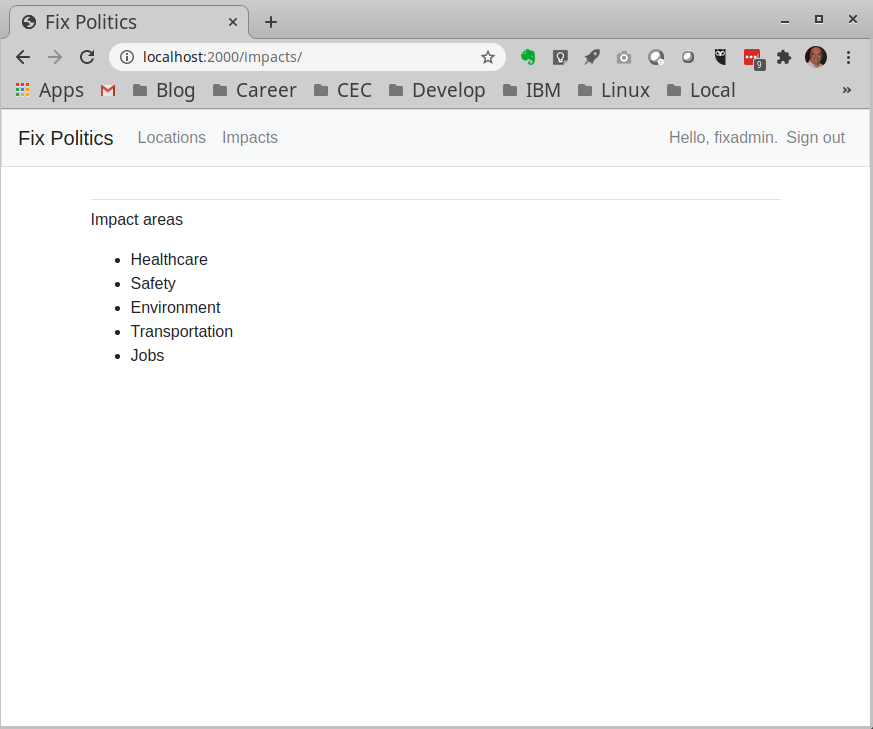 Fix Politics
localhost:2000/impacts/
9
Apps Blog Career CEC Develop IBM Linux Local »
Fix Politics Locations Impacts Hello, fixadmin. Sign out
Impact areas
Healthcare
Safety
Environment
Transportation
Jobs